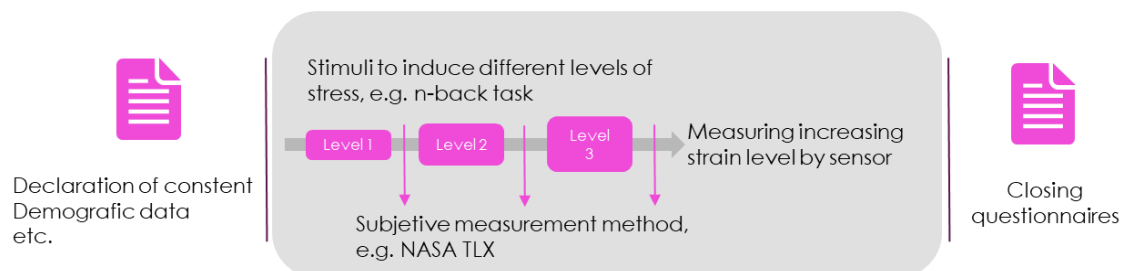 Declaration of constent
Demografic data
etc.
Stimuli to induce different levels of
stress, e.g. n-back task
Level 1
Level 2
Level
3
Measuring increasing
strain level by sensor
Subjetive measurement method,
e.g. NASA TLX
Closing
questionnaires